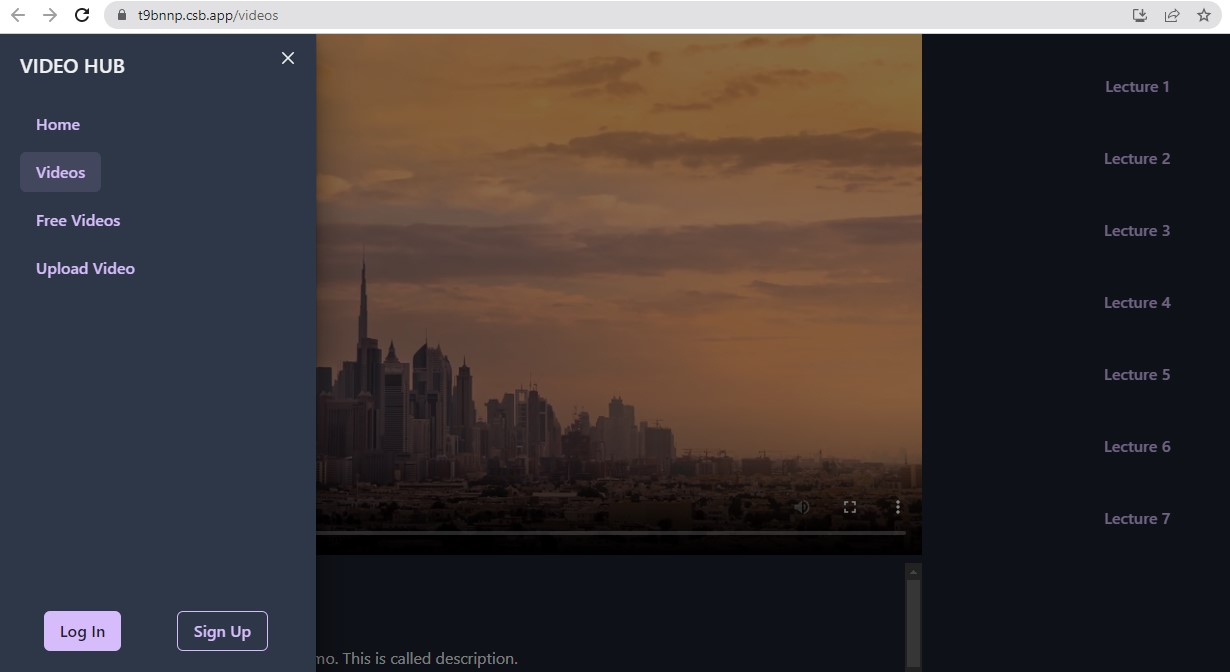 t9bnnp.csb.app/videos
VIDEO HUB
Home
Videos
Free Videos
Upload Video
Log In
Sign Up
mo. This is called description.
Lecture 1
Lecture 2
Lecture 3
Lecture 4
Lecture 5
Lecture 6
Lecture 7